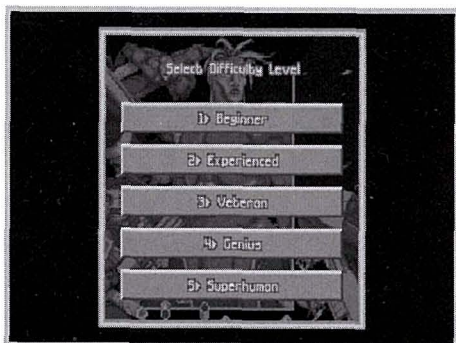 Select Difficulty Level
1> Beginner
2> Experienced
3> Veteran
4> Genius
5> Superhuman